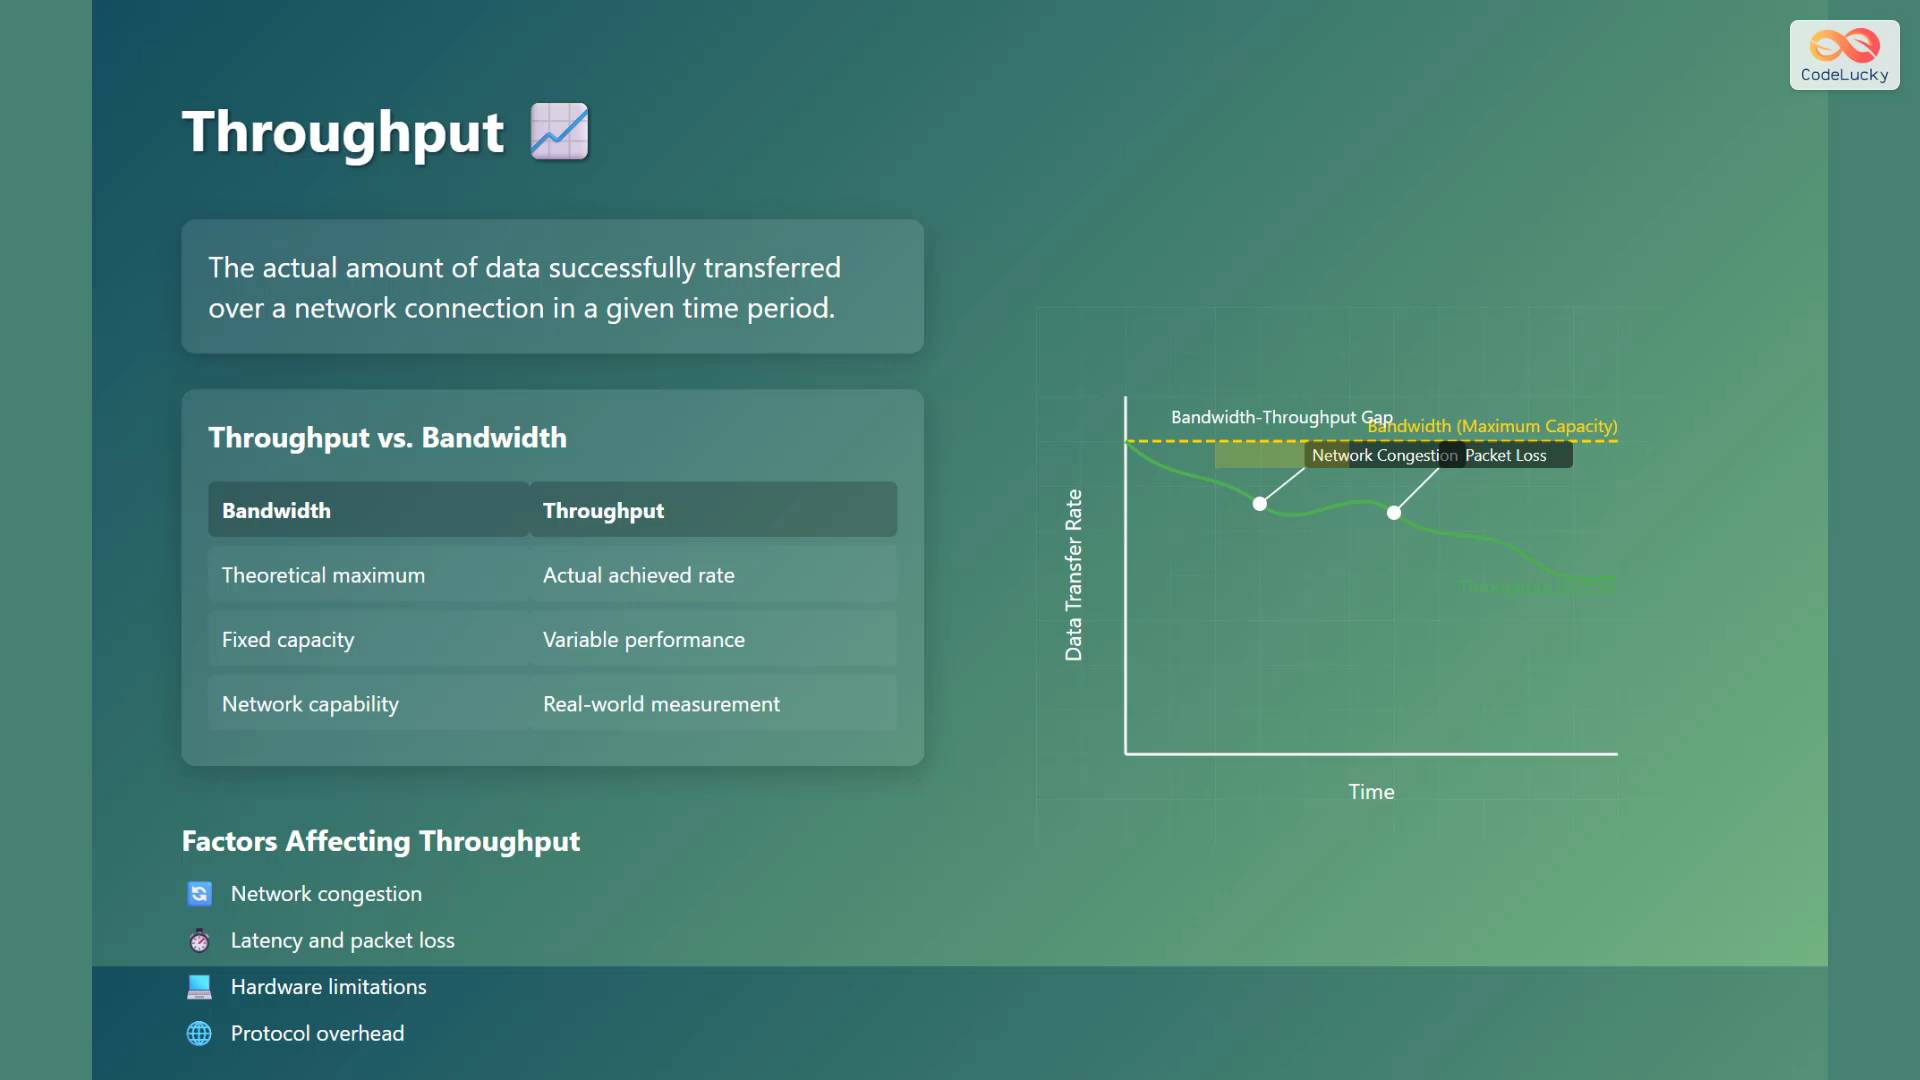 CodeLucky
Throughput
The actual amount of data successfully transferred
over a network connection in a given time period.
Throughput vs. Bandwidth
Bandwidth Throughput
Theoretical maximum Actual achieved rate
Fixed capacity Variable performance
Network capability Real-world measurement
Factors Affecting Throughput
Network congestion
Latency and packet loss
Hardware limitations
Protocol overhead
Bandwidth-Throughput Gap
Bandwidth (Maximum Capacity)
Network Congestion
Packet Loss
Data Transfer Rate
Time